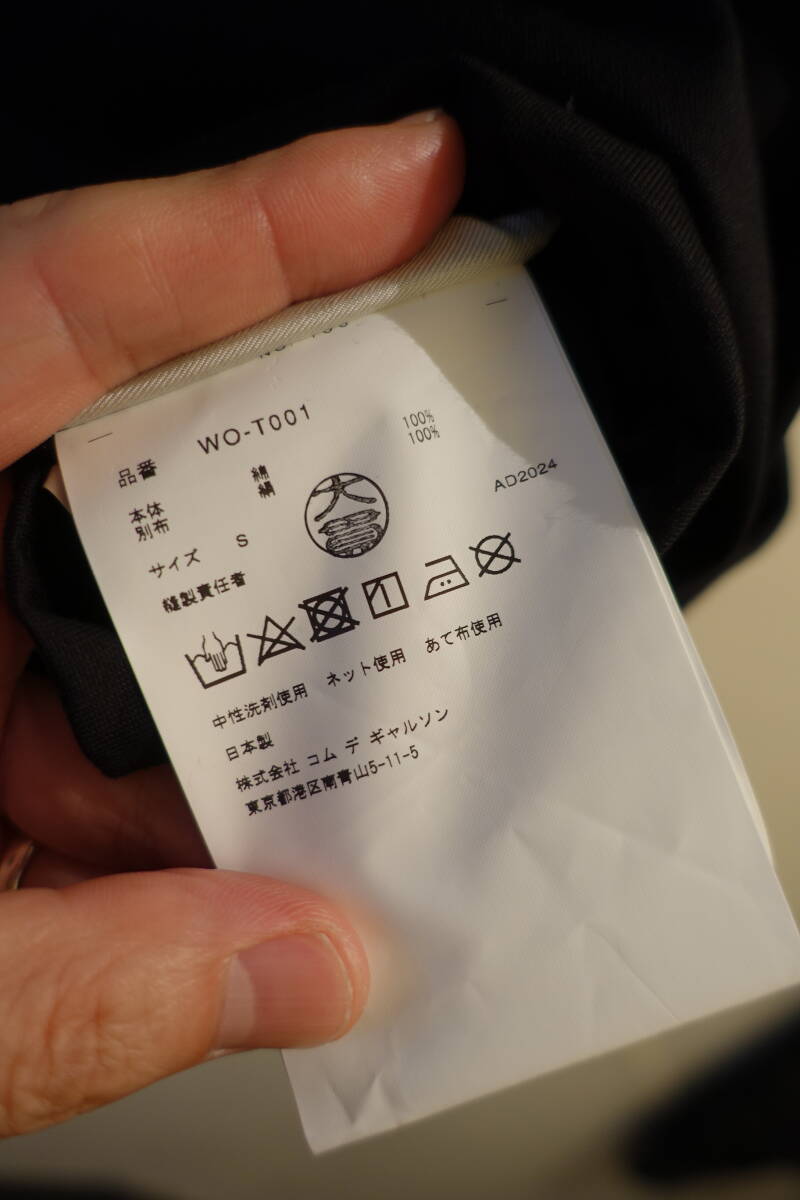 品番 WO-T001
本体 綿 100%
別布 絹 100%
サイズ S
AD2024
縫製責任者
中性洗剤使用 ネット使用 あて布使用
日本製
株式会社 コム デ ギャルソン
東京都港区南青山5-11-5